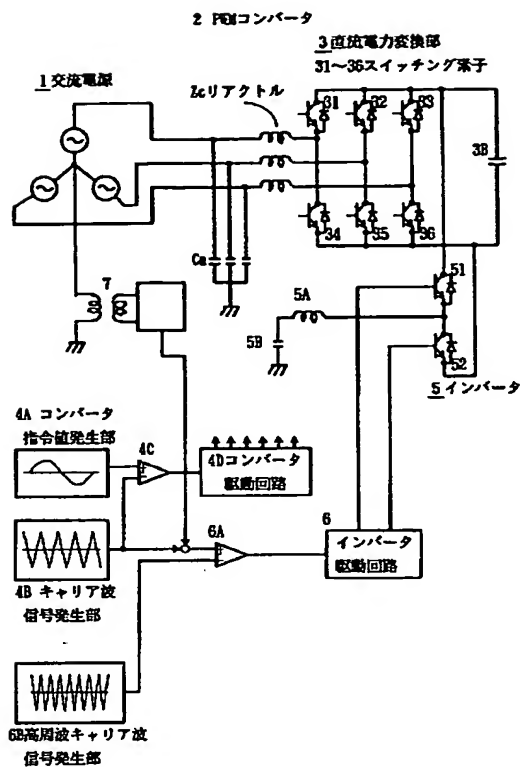 2 PWMコンバータ
3 直流電力変換部
31〜36スイッチング素子
1 交流電源
Zcリアクトル
31
32
33
3B
34
35
36
Ca
51
7
5A
5B
52
5 インバータ
4A コンバータ
指令値発生部
4C
4Dコンバータ
駆動回路
6A
6
インバータ
駆動回路
4B キャリア波
信号発生部
6B高周波キャリア波
信号発生部